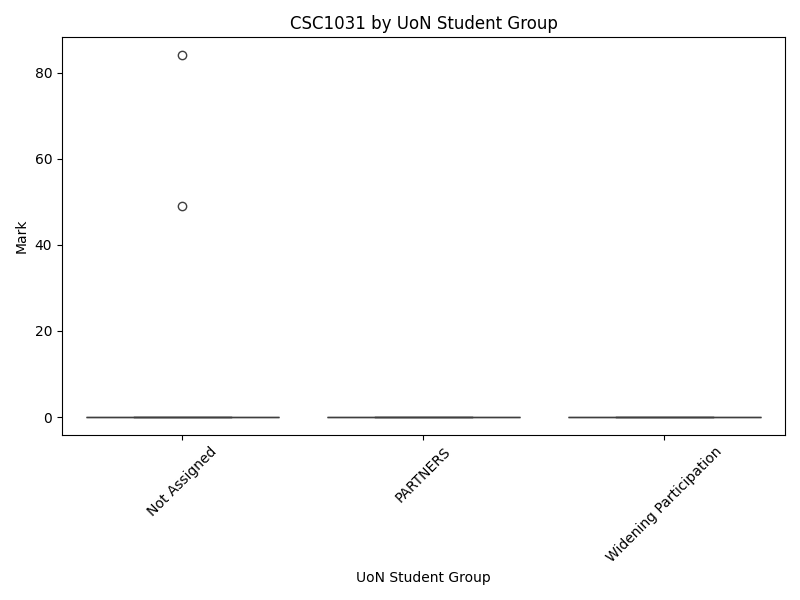 CSC1031 by UoN Student Group
80
60
40
20
0
Mark
Not Assigned
PARTNERS
Widening Participation
UoN Student Group